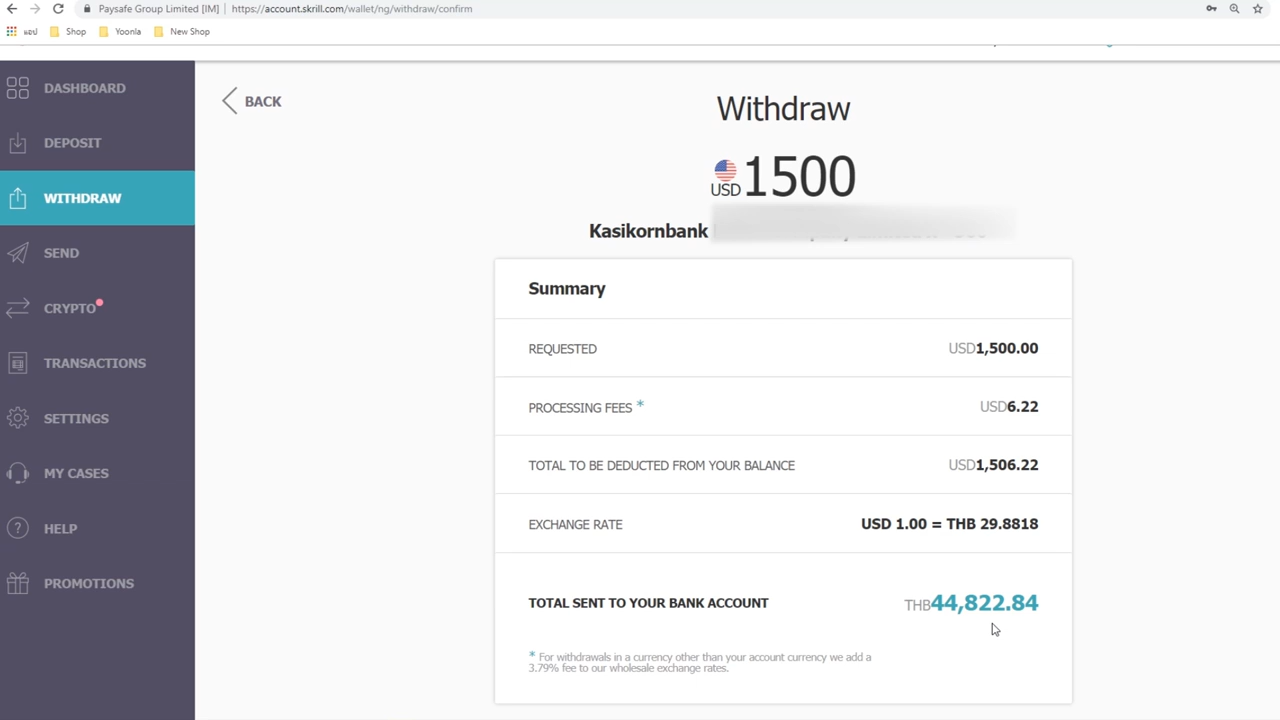 Paysafe Group Limited [IM] | https://account.skrill.com/wallet/ng/withdraw/confirm
แอป Shop Yoonla New Shop
DASHBOARD
DEPOSIT
WITHDRAW
SEND
CRYPTO
TRANSACTIONS
SETTINGS
MY CASES
HELP
PROMOTIONS
BACK
Withdraw
USD 1500
Kasikornbank
Summary
REQUESTED USD1,500.00
PROCESSING FEES * USD6.22
TOTAL TO BE DEDUCTED FROM YOUR BALANCE USD1,506.22
EXCHANGE RATE USD 1.00 = THB 29.8818
TOTAL SENT TO YOUR BANK ACCOUNT THB44,822.84
* For withdrawals in a currency other than your account currency we add a
3.79% fee to our wholesale exchange rates.